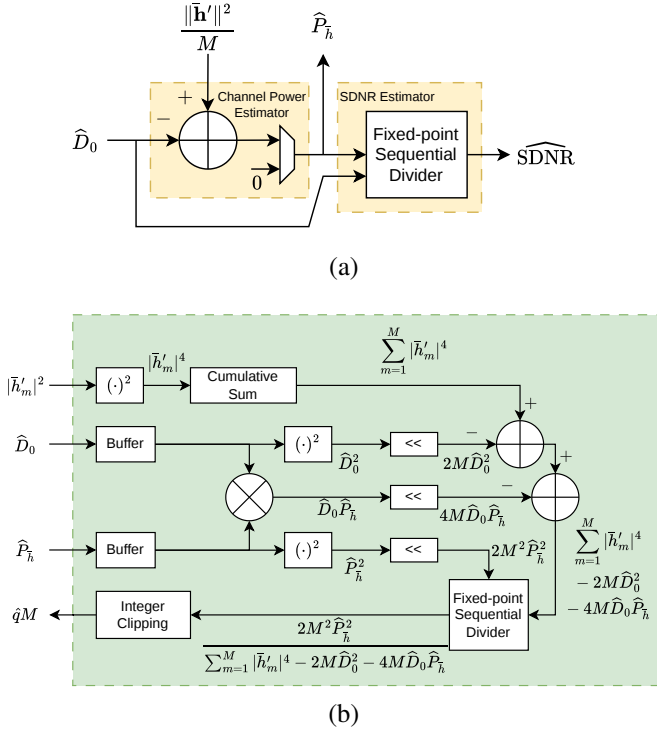 ‖h̄′‖²
M
P̂_h̄
+
Channel Power
Estimator
SDNR Estimator
−
D̂₀
Fixed-point
Sequential
Divider
SDNR^
0
(a)
∑_{m=1}^{M} |h̄′_m|⁴
|h̄′_m|⁴
|h̄′_m|²
(·)²
Cumulative
Sum
+
D̂₀
Buffer
(·)²
<<
−
+
D̂₀²
2MD̂₀²
−
<<
D̂₀P̂_h̄
4MD̂₀P̂_h̄
P̂_h̄
Buffer
(·)²
<<
2M²P̂_h̄²
P̂_h̄²
∑_{m=1}^{M} |h̄′_m|⁴
− 2MD̂₀²
− 4MD̂₀P̂_h̄
q̂M
Integer
Clipping
Fixed-point
Sequential
Divider
2M²P̂_h̄²
∑_{m=1}^{M} |h̄′_m|⁴ − 2MD̂₀² − 4MD̂₀P̂_h̄
(b)